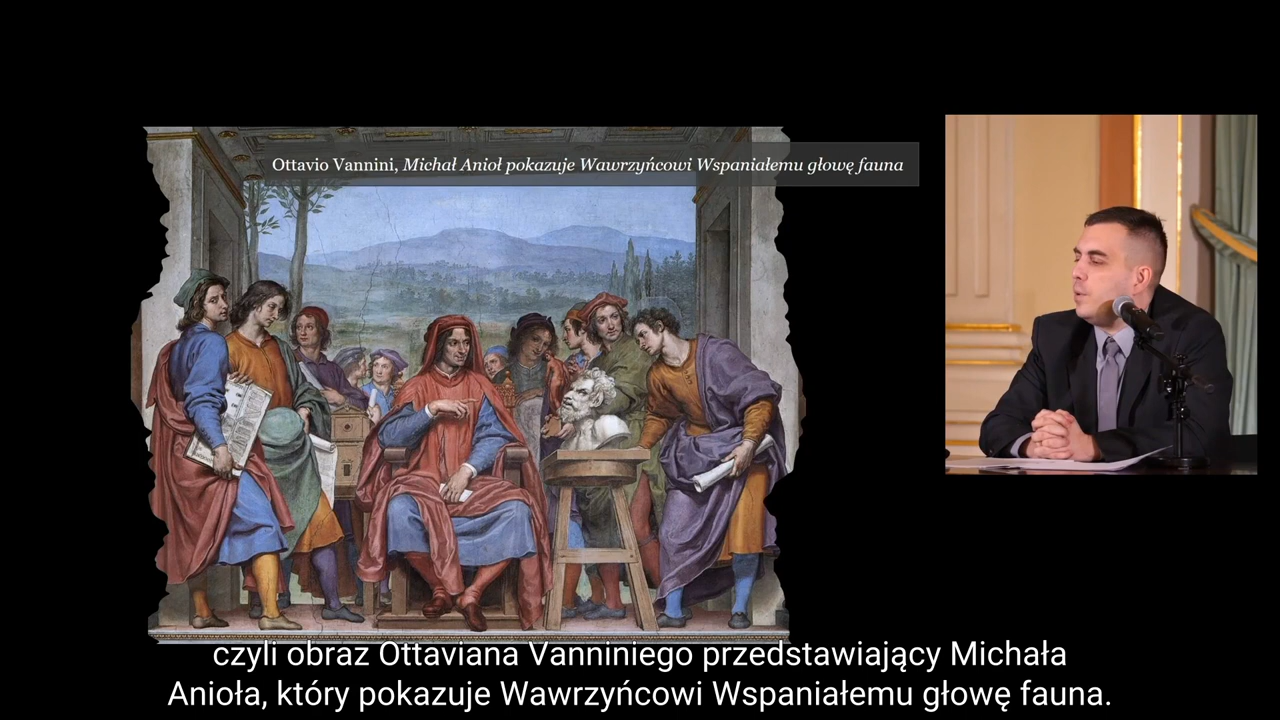 Ottavio Vannini, Michał Anioł pokazuje Wawrzyńcowi Wspaniałemu głowę fauna
czyli obraz Ottaviana Vanniniego przedstawiający Michała
Anioła, który pokazuje Wawrzyńcowi Wspaniałemu głowę fauna.